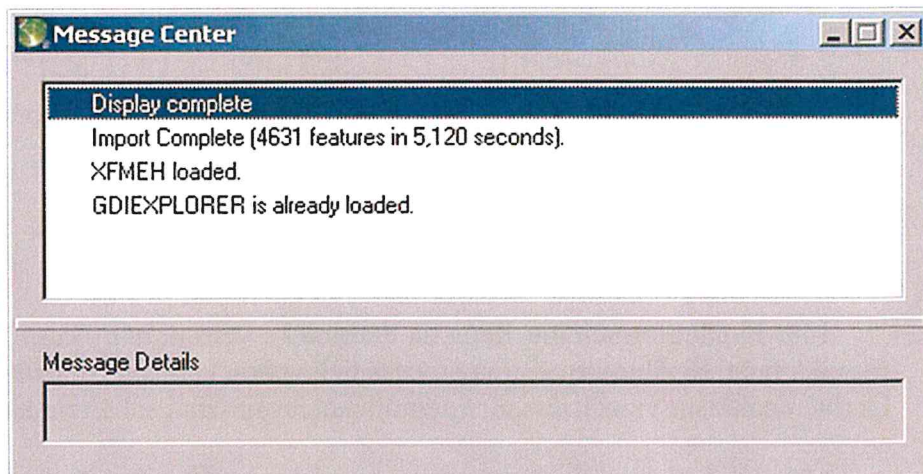 Message Center
Display complete
Import Complete (4631 features in 5,120 seconds).
XFMEH loaded.
GDIEXPLORER is already loaded.
Message Details